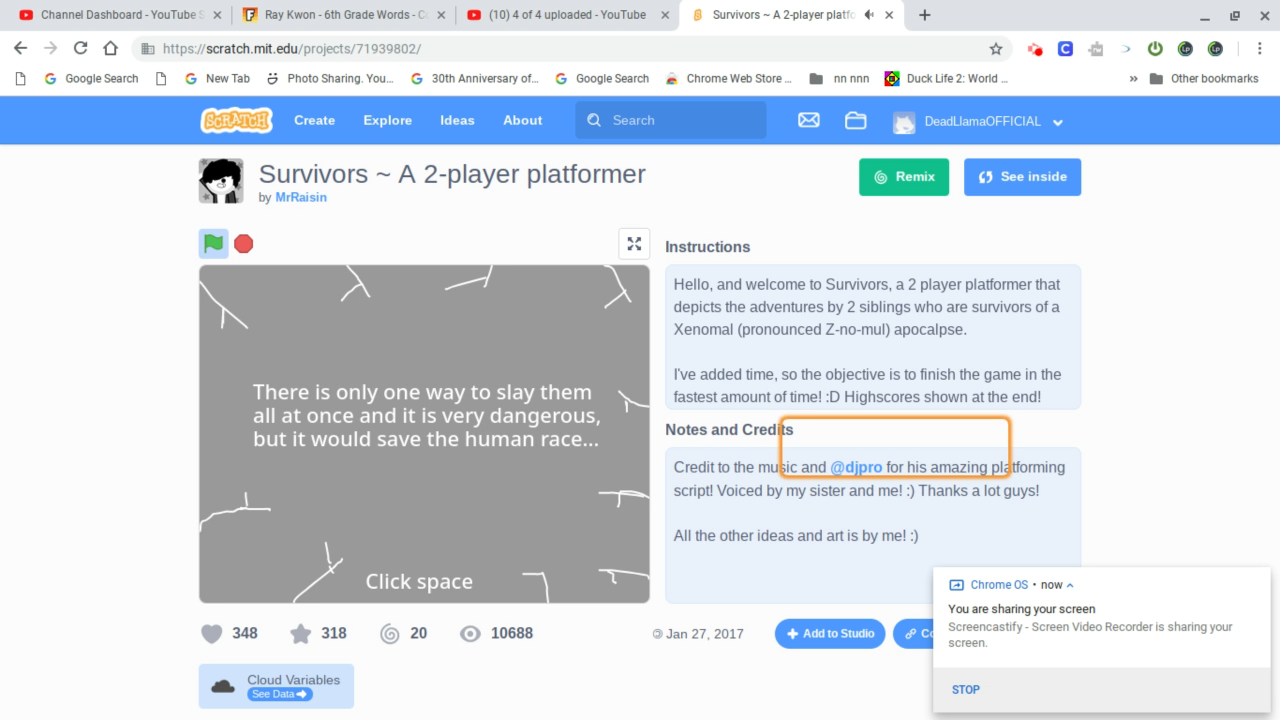 Channel Dashboard - YouTube S
Ray Kwon - 6th Grade Words - Co
(10) 4 of 4 uploaded - YouTube
Survivors ~ A 2-player platfo
https://scratch.mit.edu/projects/71939802/
Google Search
New Tab
Photo Sharing. You...
30th Anniversary of...
Google Search
Chrome Web Store ...
nn nnn
Duck Life 2: World ...
» Other bookmarks
SCRATCH
Create
Explore
Ideas
About
Search
DeadLlamaOFFICIAL
Survivors ~ A 2-player platformer
by MrRaisin
Remix
See inside
There is only one way to slay them
all at once and it is very dangerous,
but it would save the human race...
Click space
Instructions
Hello, and welcome to Survivors, a 2 player platformer that
depicts the adventures by 2 siblings who are survivors of a
Xenomal (pronounced Z-no-mul) apocalpse.
I've added time, so the objective is to finish the game in the
fastest amount of time! :D Highscores shown at the end!
Notes and Credits
Credit to the music and @djpro for his amazing platforming
script! Voiced by my sister and me! :) Thanks a lot guys!
All the other ideas and art is by me! :)
348
318
20
10688
© Jan 27, 2017
Add to Studio
Co
Cloud Variables
See Data
Chrome OS • now
You are sharing your screen
Screencastify - Screen Video Recorder is sharing your
screen.
STOP